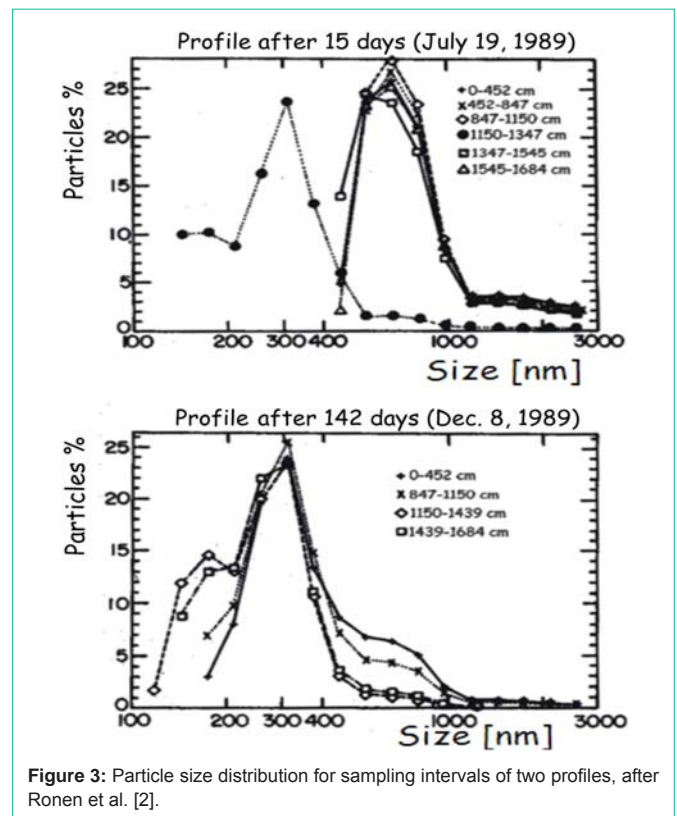 Profile after 15 days (July 19, 1989)
Particles %
25
20
15
10
5
0
0-452 cm
452-847 cm
847-1150 cm
1150-1347 cm
1347-1545 cm
1545-1684 cm
100 200 300 400 1000 3000
Size [nm]
Profile after 142 days (Dec. 8, 1989)
Particles %
25
20
15
10
5
0
0-452 cm
847-1150 cm
1150-1439 cm
1439-1684 cm
100 200 300 400 1000 3000
Size [nm]
Figure 3: Particle size distribution for sampling intervals of two profiles, after
Ronen et al. [2].